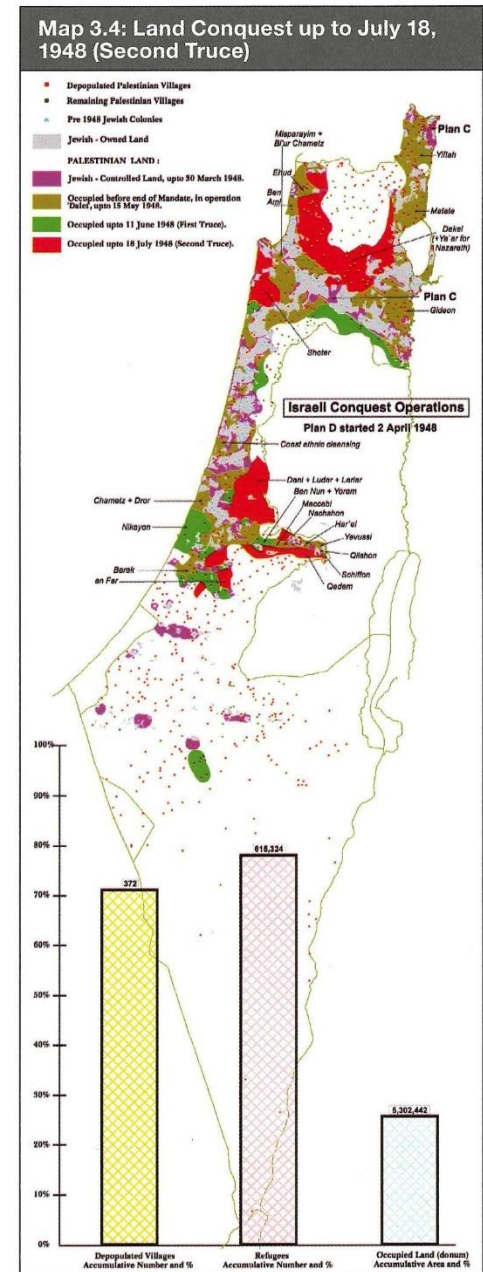 Map 3.4: Land Conquest up to July 18,
1948 (Second Truce)
Depopulated Palestinian Villages
Remaining Palestinian Villages
Pre 1948 Jewish Colonies
Jewish - Owned Land
PALESTINIAN LAND :
Jewish - Controlled Land, upto 30 March 1948.
Occupied before end of Mandate, in operation
'Dalet', upto 15 May 1948.
Occupied upto 11 June 1948 (First Truce).
Occupied upto 18 July 1948 (Second Truce).
Misparayim +
Bi'ur Chametz
Ehud
Ben
Ami
Plan C
Yiftah
Matate
Dekel
(+Ya'ar for
Nazareth)
Plan C
Gideon
Shoter
Israeli Conquest Operations
Plan D started 2 April 1948
Coast ethnic cleansing
Dani + Ludar + Lerlar
Ben Nun + Yoram
Maccabi
Nachshon
Har'el
Yevussi
Qilshon
Schiffon
Qedem
Chametz + Dror
Nikayon
Barak
an Far
100%
90%
80%
70%
60%
50%
40%
30%
20%
10%
0%
372
615,324
5,302,442
Depopulated Villages
Accumulative Number and %
Refugees
Accumulative Number and %
Occupied Land (donum)
Accumulative Area and %